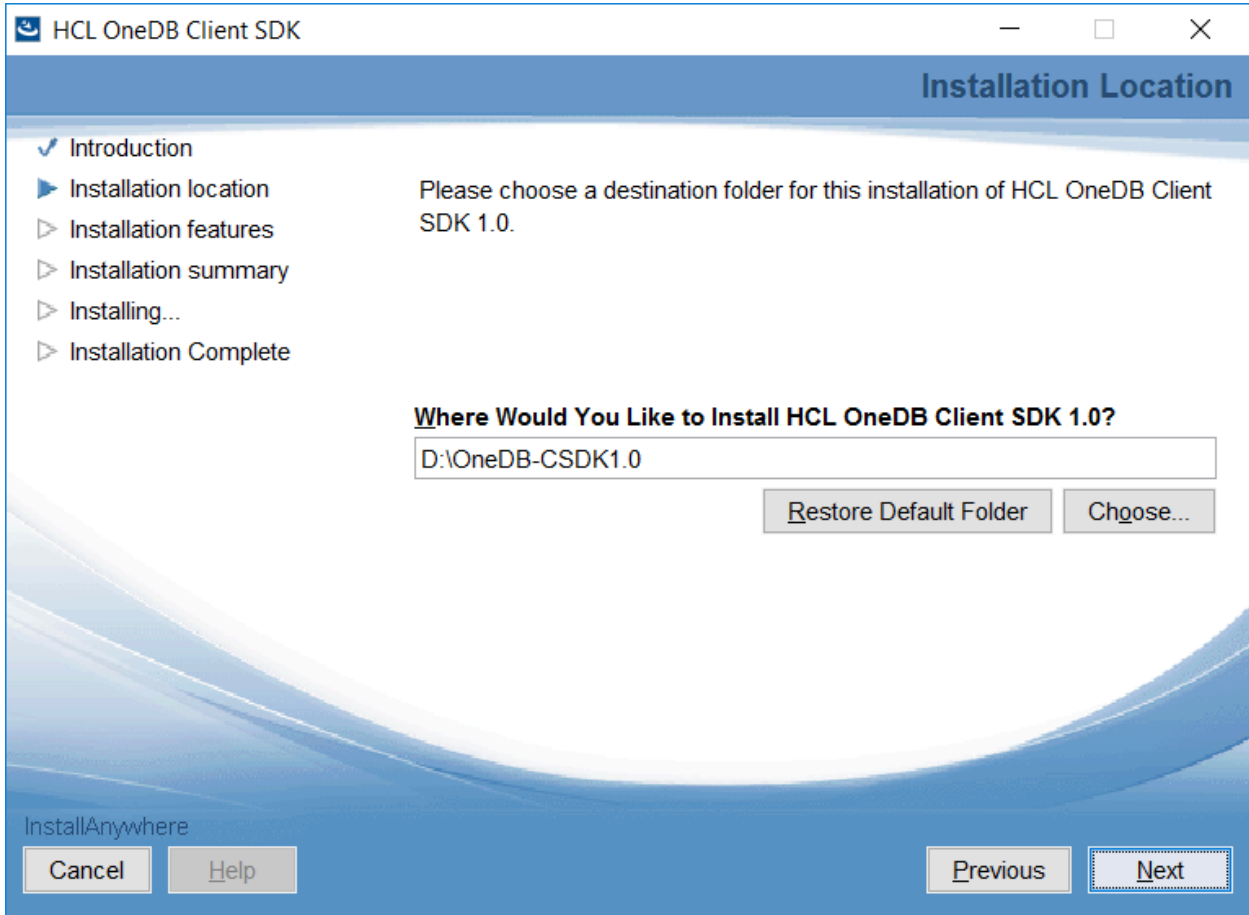 HCL OneDB Client SDK
Installation Location
Introduction
Installation location
Installation features
Installation summary
Installing...
Installation Complete
Please choose a destination folder for this installation of HCL OneDB Client
SDK 1.0.
Where Would You Like to Install HCL OneDB Client SDK 1.0?
D:\OneDB-CSDK1.0
Restore Default Folder
Choose...
InstallAnywhere
Cancel
Help
Previous
Next